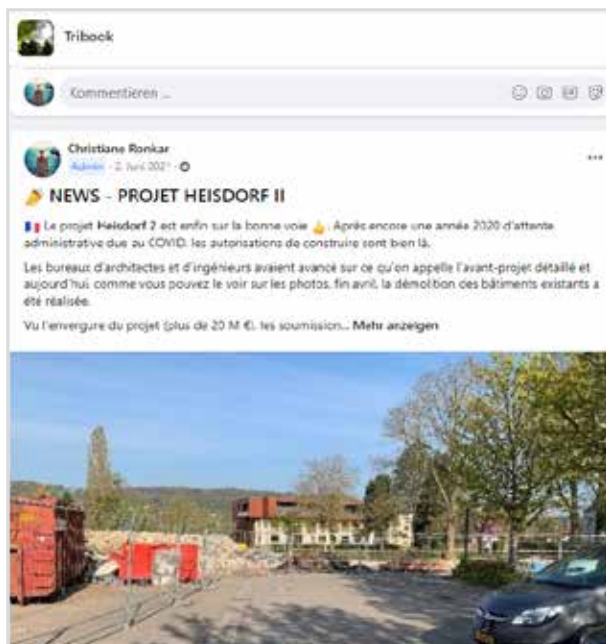 Tribook
Kommentieren ...
Christiane Ronkar
Admin · 2. Juni 2021 ·
NEWS - PROJET HEISDORF II
Le projet Heisdorf 2 est enfin sur la bonne voie 👍. Après encore une année 2020 d'attente
administrative due au COVID, les autorisations de construire sont bien là.
Les bureaux d'architectes et d'ingénieurs avaient avancé sur ce qu'on appelle l'avant-projet détaillé et
aujourd'hui, comme vous pouvez le voir sur les photos, fin avril, la démolition des bâtiments existants a
été réalisée.
Vu l'envergure du projet (plus de 20 M €), les soumission... Mehr anzeigen